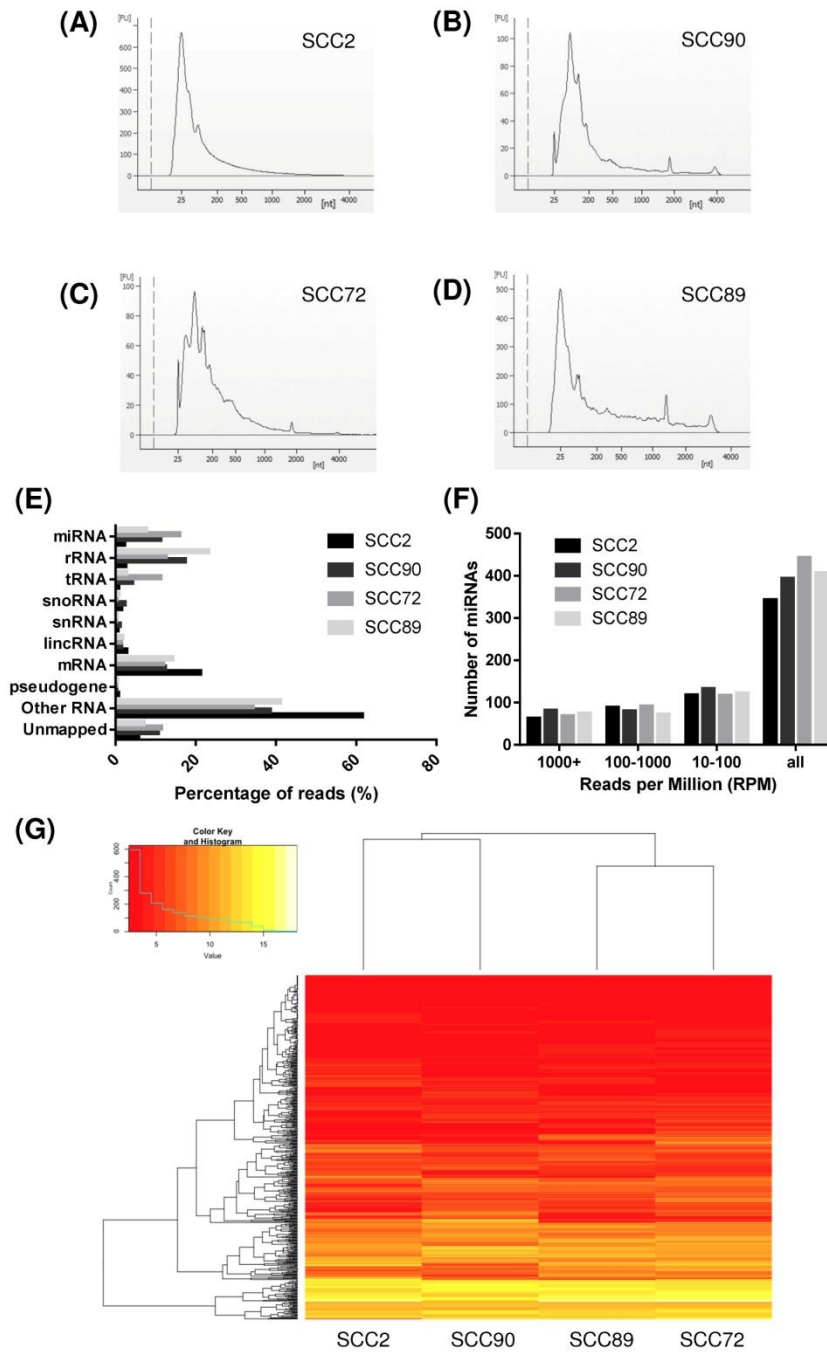 (A)
SCC2
[FU]
600
500
400
300
200
100
0
25 200 500 1000 2000 4000
[nt]
(B)
SCC90
[FU]
100
80
60
40
20
0
25 200 500 1000 2000 4000
[nt]
(C)
SCC72
[FU]
100
80
60
40
20
0
25 200 500 1000 2000 4000
[nt]
(D)
SCC89
[FU]
500
400
300
200
100
0
25 200 500 1000 2000 4000
[nt]
(E)
miRNA
rRNA
tRNA
snoRNA
snRNA
lincRNA
mRNA
pseudogene
Other RNA
Unmapped
SCC2
SCC90
SCC72
SCC89
0 20 40 60 80
Percentage of reads (%)
(F)
Number of miRNAs
500
400
300
200
100
0
SCC2
SCC90
SCC72
SCC89
1000+ 100-1000 10-100 all
Reads per Million (RPM)
(G)
Color Key
and Histogram
Count
600
400
200
0
5 10 15
Value
SCC2 SCC90 SCC89 SCC72